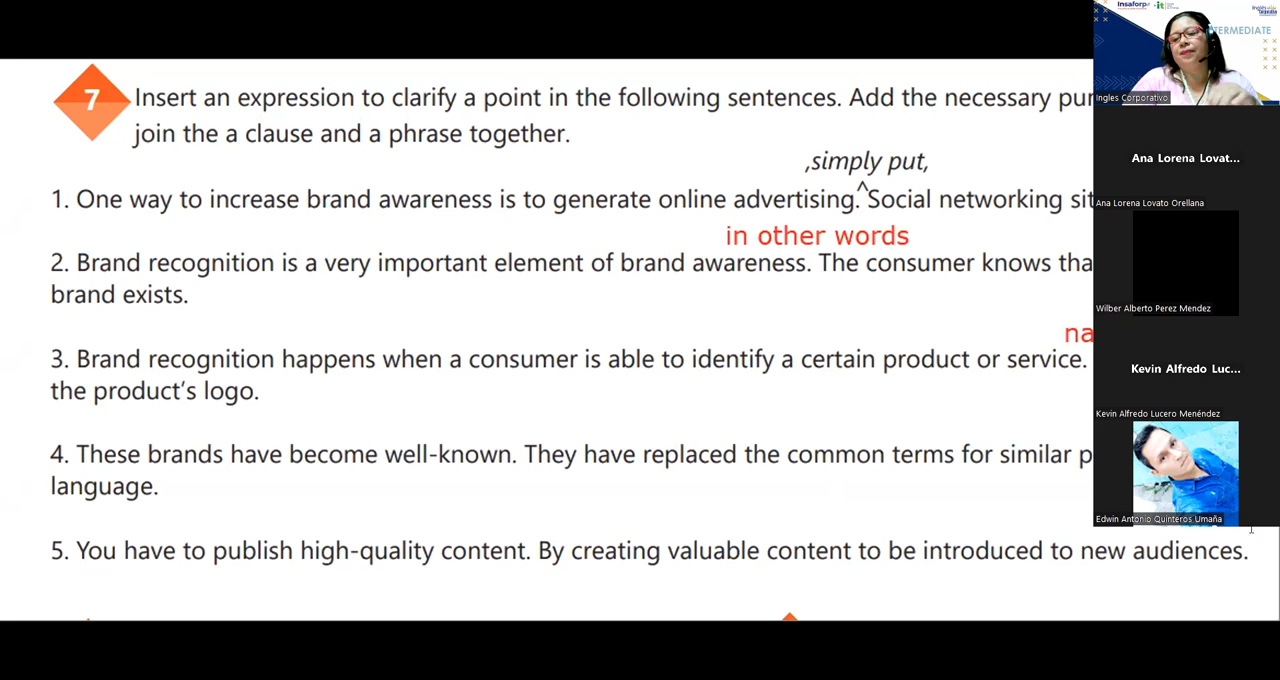 Insaforp
it
TERMEDIATE
7
Insert an expression to clarify a point in the following sentences. Add the necessary
join the a clause and a phrase together.
Ingles Corporativo
,simply put,
Ana Lorena Lovat...
^
1. One way to increase brand awareness is to generate online advertising. Social networking
Ana Lorena Lovato Orellana
in other words
2. Brand recognition is a very important element of brand awareness. The consumer knows
brand exists.
Wilber Alberto Perez Mendez
na
3. Brand recognition happens when a consumer is able to identify a certain product or service.
the product's logo.
Kevin Alfredo Luc...
Kevin Alfredo Lucero Menéndez
4. These brands have become well-known. They have replaced the common terms for similar p
language.
Edwin Antonio Quinteros Umaña
5. You have to publish high-quality content. By creating valuable content to be introduced to new audiences.